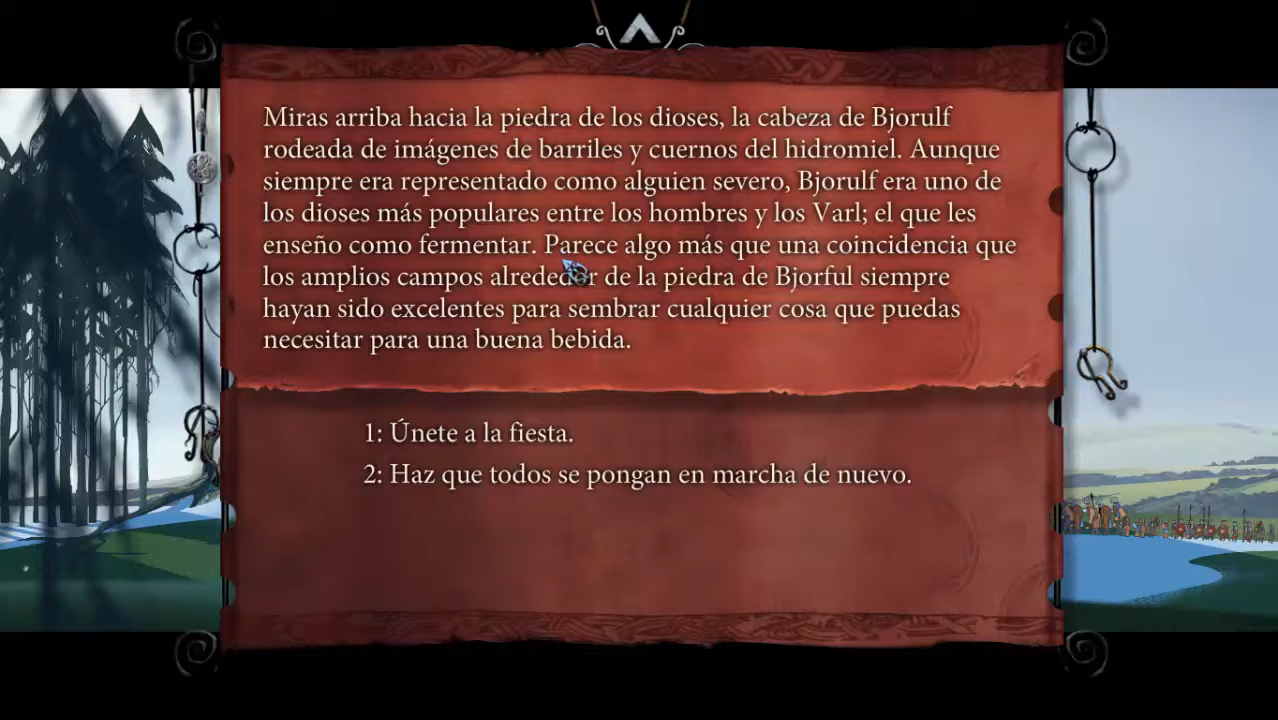 Miras arriba hacia la piedra de los dioses, la cabeza de Bjorulf
rodeada de imágenes de barriles y cuernos del hidromiel. Aunque
siempre era representado como alguien severo, Bjorulf era uno de
los dioses más populares entre los hombres y los Varl; el que les
enseño como fermentar. Parece algo más que una coincidencia que
los amplios campos alrededor de la piedra de Bjorful siempre
hayan sido excelentes para sembrar cualquier cosa que puedas
necesitar para una buena bebida.
1: Únete a la fiesta.
2: Haz que todos se pongan en marcha de nuevo.